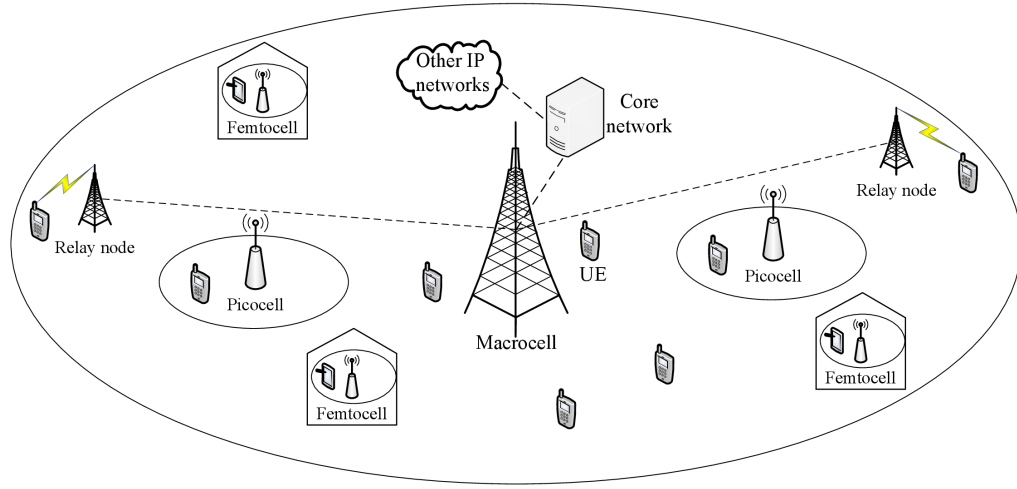 Other IP
networks
Core
network
Femtocell
Relay node
Relay node
Picocell
UE
Picocell
Macrocell
Femtocell
Femtocell